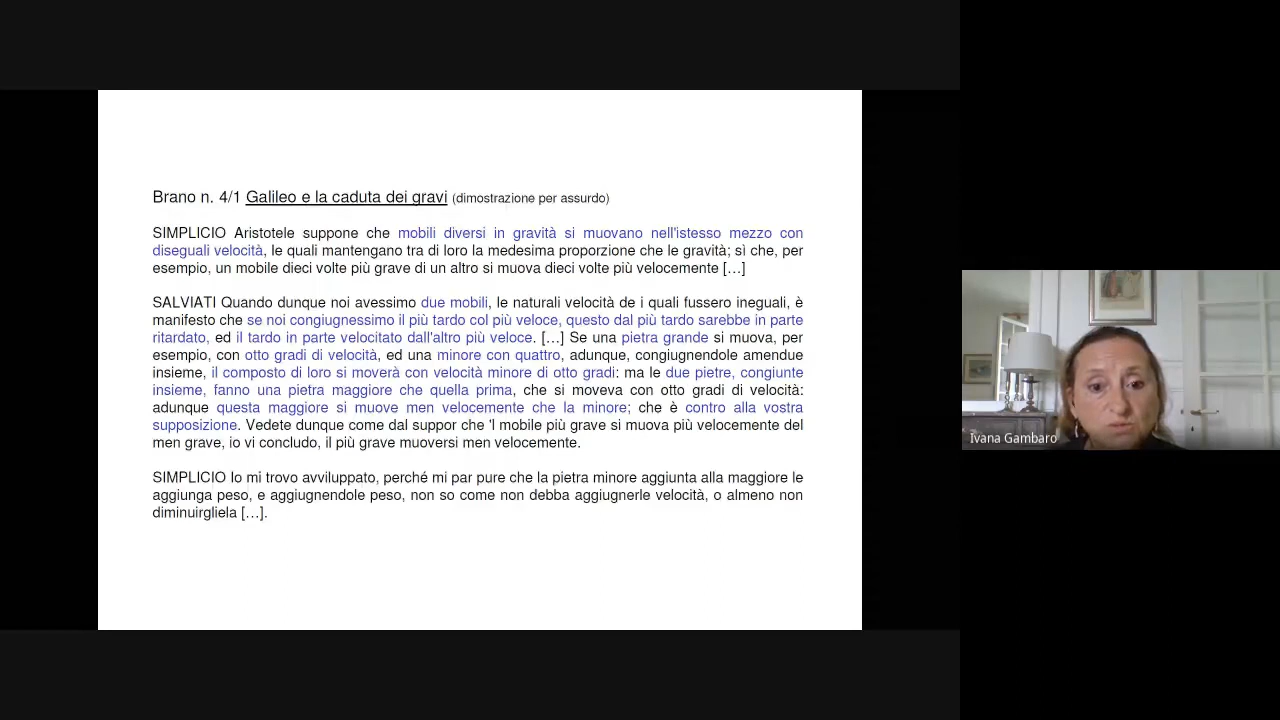 Brano n. 4/1 Galileo e la caduta dei gravi (dimostrazione per assurdo)
SIMPLICIO Aristotele suppone che mobili diversi in gravità si muovano nell'istesso mezzo con
diseguali velocità, le quali mantengano tra di loro la medesima proporzione che le gravità; sì che, per
esempio, un mobile dieci volte più grave di un altro si muova dieci volte più velocemente […]
SALVIATI Quando dunque noi avessimo due mobili, le naturali velocità de i quali fussero ineguali, è
manifesto che se noi congiugnessimo il più tardo col più veloce, questo dal più tardo sarebbe in parte
ritardato, ed il tardo in parte velocitato dall'altro più veloce. […] Se una pietra grande si muova, per
esempio, con otto gradi di velocità, ed una minore con quattro, adunque, congiugnendole amendue
insieme, il composto di loro si moverà con velocità minore di otto gradi: ma le due pietre, congiunte
insieme, fanno una pietra maggiore che quella prima, che si moveva con otto gradi di velocità:
adunque questa maggiore si muove men velocemente che la minore; che è contro alla vostra
supposizione. Vedete dunque come dal suppor che 'l mobile più grave si muova più velocemente del
men grave, io vi concludo, il più grave muoversi men velocemente.
SIMPLICIO Io mi trovo avviluppato, perché mi par pure che la pietra minore aggiunta alla maggiore le
aggiunga peso, e aggiugnendole peso, non so come non debba aggiugnerle velocità, o almeno non
diminuirgliela […].
Ivana Gambaro